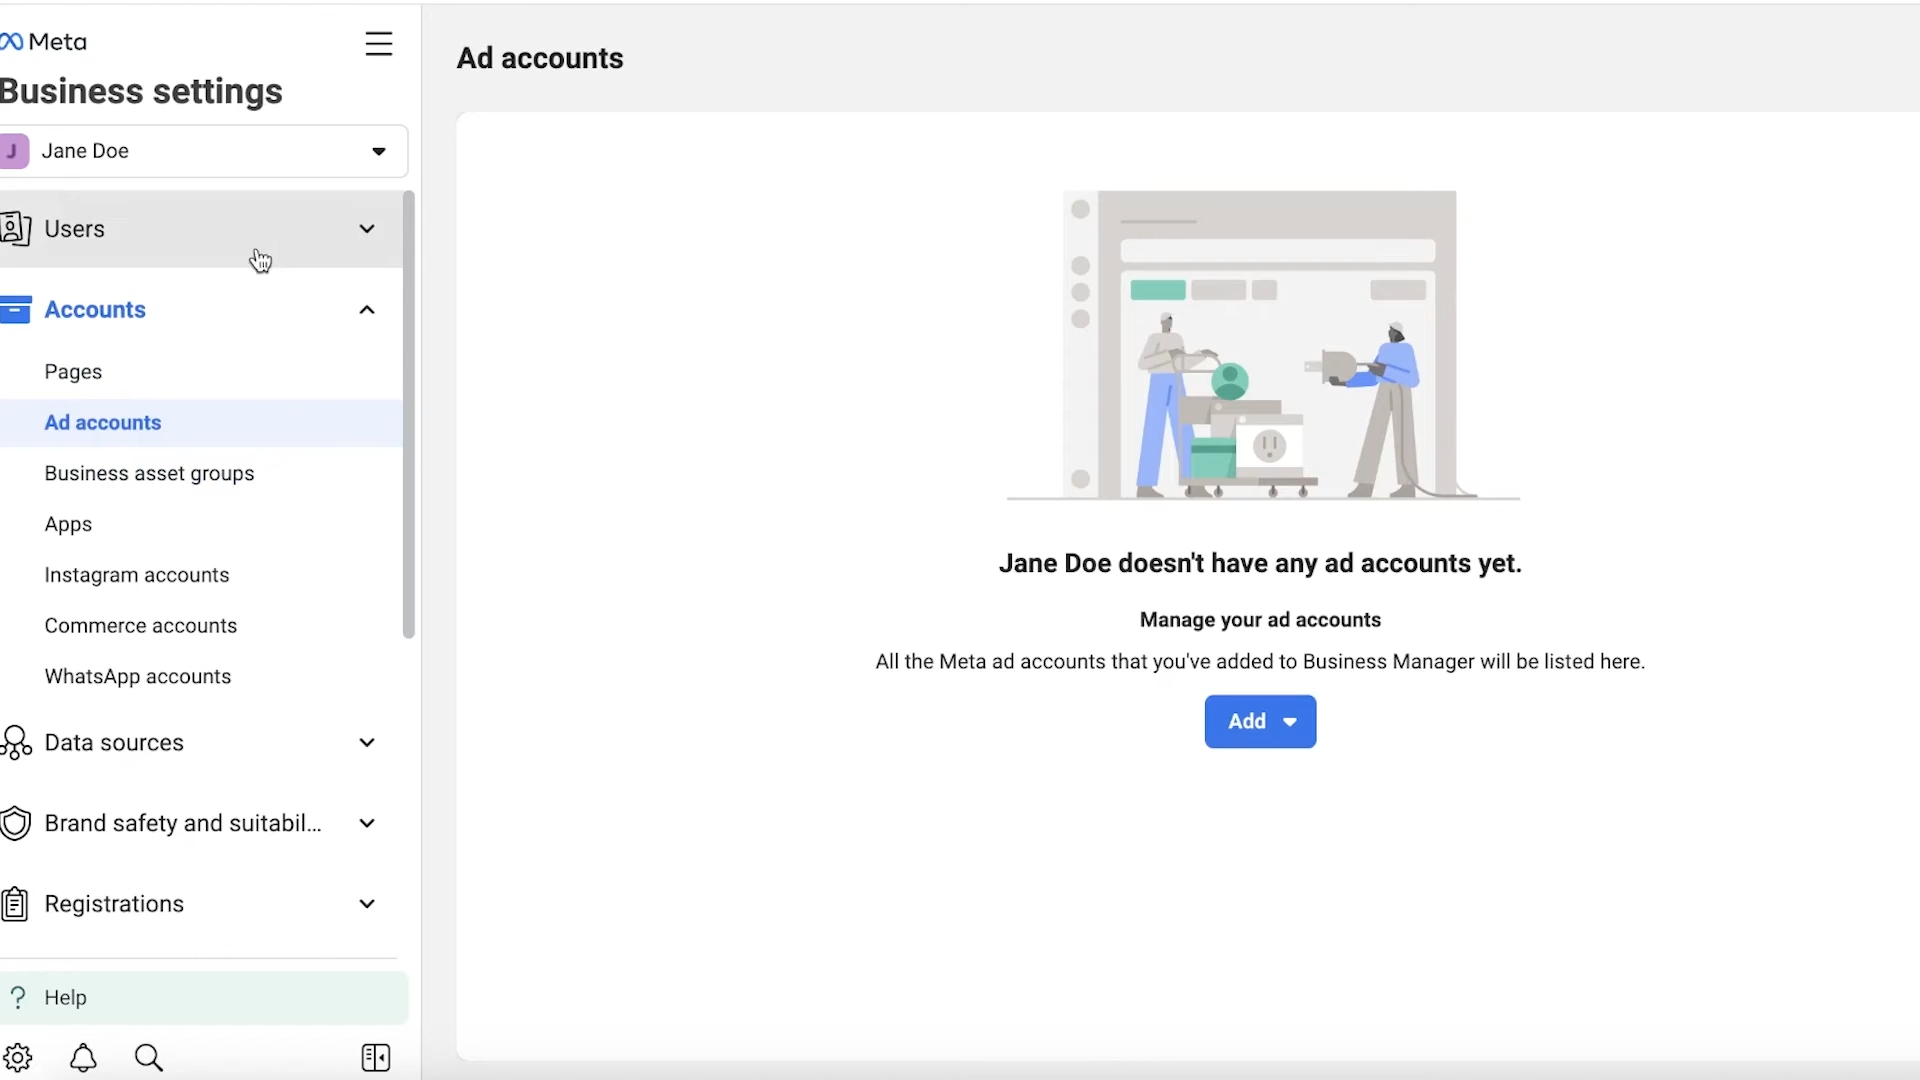 Meta
Business settings
J Jane Doe
Users
Accounts
Pages
Ad accounts
Business asset groups
Apps
Instagram accounts
Commerce accounts
WhatsApp accounts
Data sources
Brand safety and suitabil...
Registrations
? Help
Ad accounts
Jane Doe doesn't have any ad accounts yet.
Manage your ad accounts
All the Meta ad accounts that you've added to Business Manager will be listed here.
Add